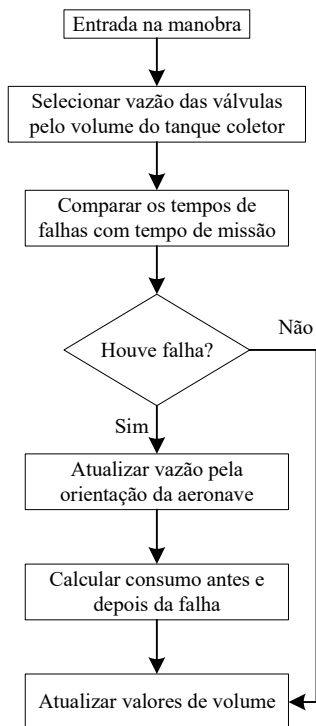 Entrada na manobra
Selecionar vazão das válvulas
pelo volume do tanque coletor
Comparar os tempos de
falhas com tempo de missão
Houve falha?
Não
Sim
Atualizar vazão pela
orientação da aeronave
Calcular consumo antes e
depois da falha
Atualizar valores de volume